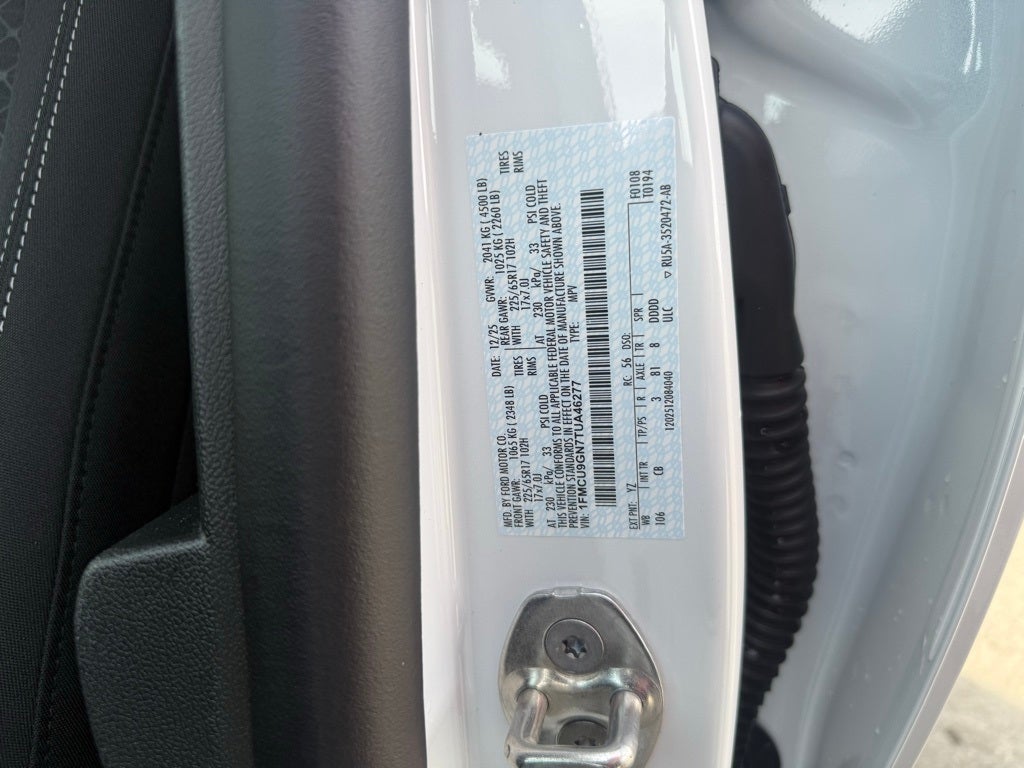 MFD. BY FORD MOTOR CO. DATE: 12/25 GVWR: 2041 KG ( 4500 LB)
FRONT GAWR: 1065 KG ( 2348 LB) REAR GAWR: 1025 KG ( 2260 LB)
WITH 225/65R17 102H TIRES WITH 225/65R17 102H TIRES
17x7.0J RIMS 17x7.0J RIMS
AT 230 kPa/ 33 PSI COLD AT 230 kPa/ 33 PSI COLD
THIS VEHICLE CONFORMS TO ALL APPLICABLE FEDERAL MOTOR VEHICLE SAFETY AND THEFT
PREVENTION STANDARDS IN EFFECT ON THE DATE OF MANUFACTURE SHOWN ABOVE.
VIN: 1FMCU9GN7TUA46277 TYPE: MPV
EXT PNT: YZ RC: 56 DSO: F0108
WB INT TR TP/PS R AXLE TR SPR T0194
106 CB 3 81 8 DDDD
1202512084040 ULC ▽ RU5A-3520472-AB